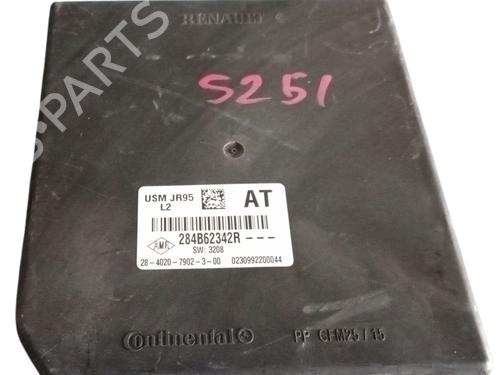 RENAULT
S251
USM JR95
L2
AT
284B62342R---
SW: 3208
28-4020-7902-3-00 0230992200044
Continental
PP GFM25/15
PARTS